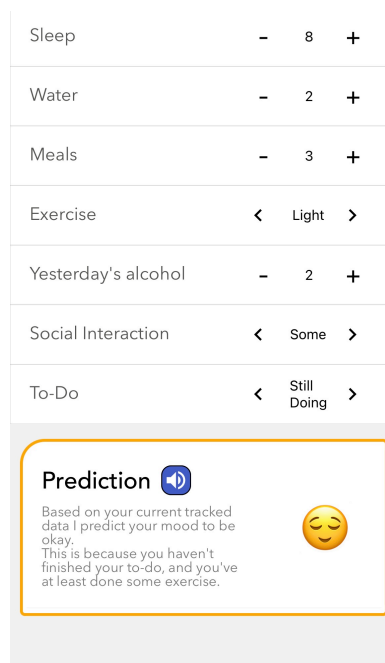 Sleep - 8 +
Water - 2 +
Meals - 3 +
Exercise < Light >
Yesterday's alcohol - 2 +
Social Interaction < Some >
To-Do < Still
Doing >
Prediction
Based on your current tracked
data I predict your mood to be
okay.
This is because you haven't
finished your to-do, and you've
at least done some exercise.